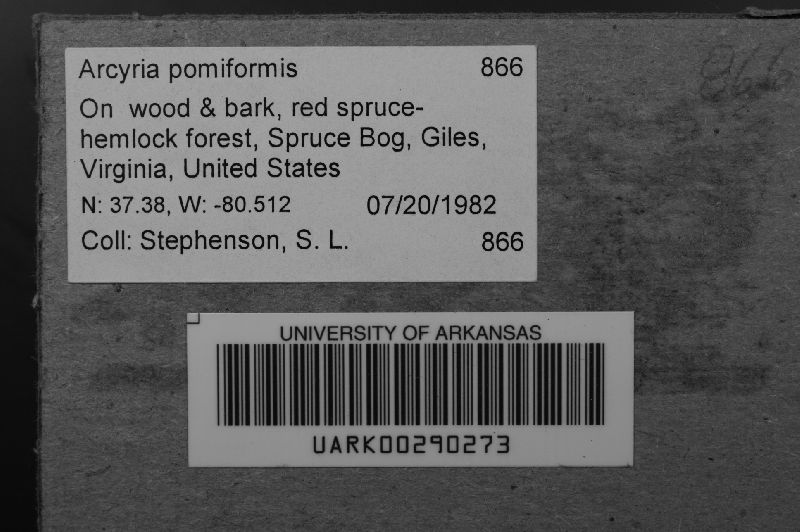 Arcyria pomiformis 866
866
On wood & bark, red spruce-
hemlock forest, Spruce Bog, Giles,
Virginia, United States
N: 37.38, W: -80.512 07/20/1982
Coll: Stephenson, S. L. 866
UNIVERSITY OF ARKANSAS
UARK00290273